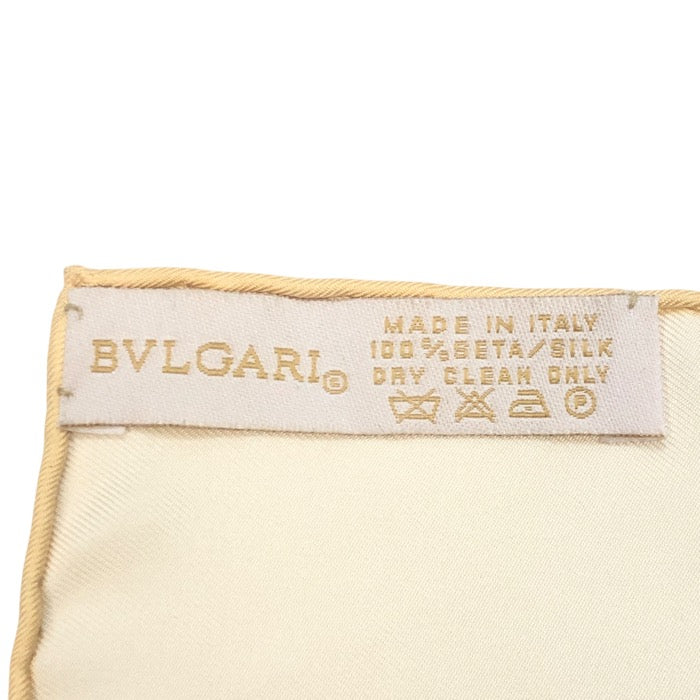 BVLGARI
MADE IN ITALY
100% SETA/SILK
DRY CLEAN ONLY
P